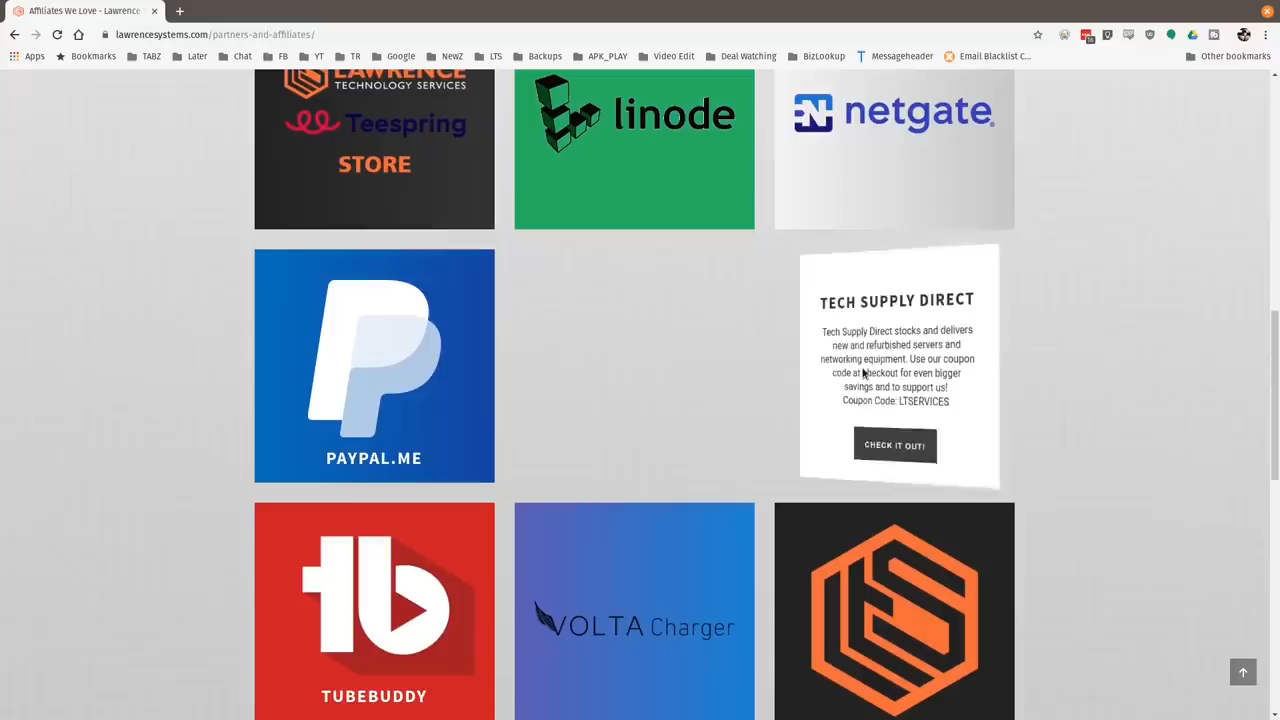 Affiliates We Love - Lawrence
lawrencesystems.com/partners-and-affiliates/
Apps
Bookmarks
TABZ
Later
Chat
FB
YT
TR
Google
NewZ
LTS
Backups
APK_PLAY
Video Edit
Deal Watching
BizLookup
Messageheader
Email Blacklist C...
Other bookmarks
LAWRENCE
TECHNOLOGY SERVICES
Teespring
STORE
linode
netgate®
PAYPAL.ME
TECH SUPPLY DIRECT
Tech Supply Direct stocks and delivers
new and refurbished servers and
networking equipment. Use our coupon
code at checkout for even bigger
savings and to support us!
Coupon Code: LTSERVICES
CHECK IT OUT!
tb
TUBEBUDDY
VOLTA Charger